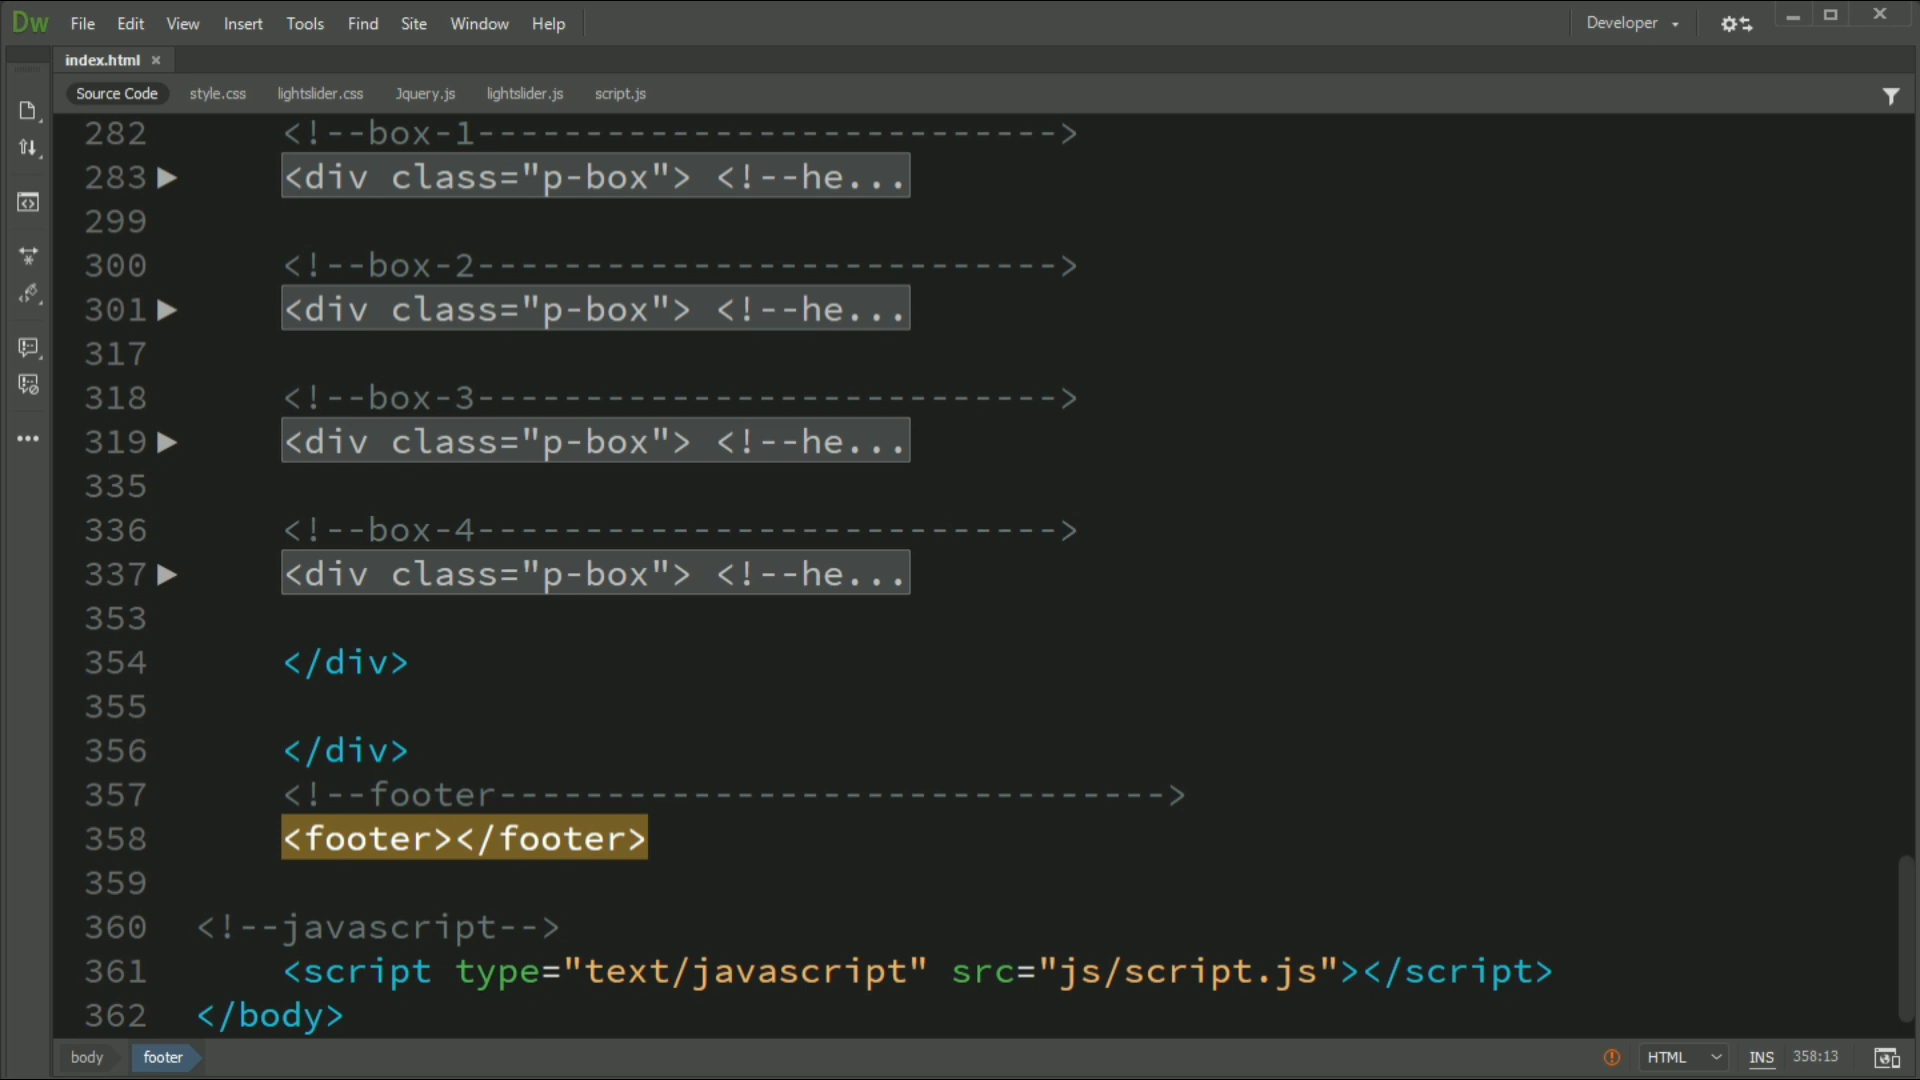 Dw File Edit View Insert Tools Find Site Window Help Developer
index.html ×
Source Code style.css lightslider.css Jquery.js lightslider.js script.js
282 <!--box-1--------------------------->
283 <div class="p-box"> <!--he...
299
300 <!--box-2--------------------------->
301 <div class="p-box"> <!--he...
317
318 <!--box-3--------------------------->
319 <div class="p-box"> <!--he...
335
336 <!--box-4--------------------------->
337 <div class="p-box"> <!--he...
353
354 </div>
355
356 </div>
357 <!--footer------------------------------->
358 <footer></footer>
359
360 <!--javascript-->
361 <script type="text/javascript" src="js/script.js"></script>
362 </body>
body footer HTML INS 358:13